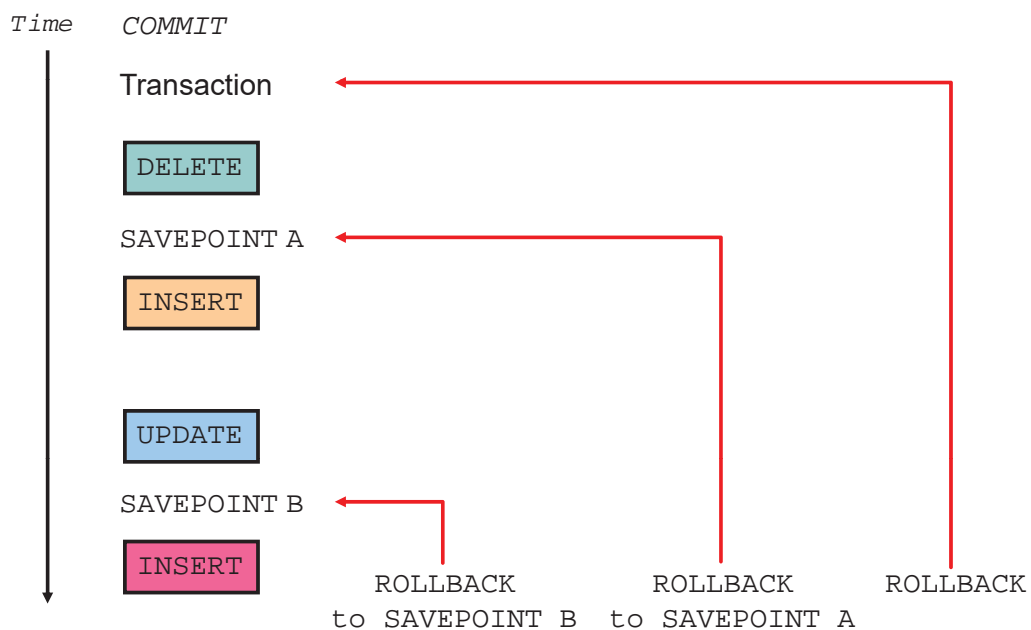 Time COMMIT
Transaction
DELETE
SAVEPOINT A
INSERT
UPDATE
SAVEPOINT B
INSERT
ROLLBACK
to SAVEPOINT B
ROLLBACK
to SAVEPOINT A
ROLLBACK